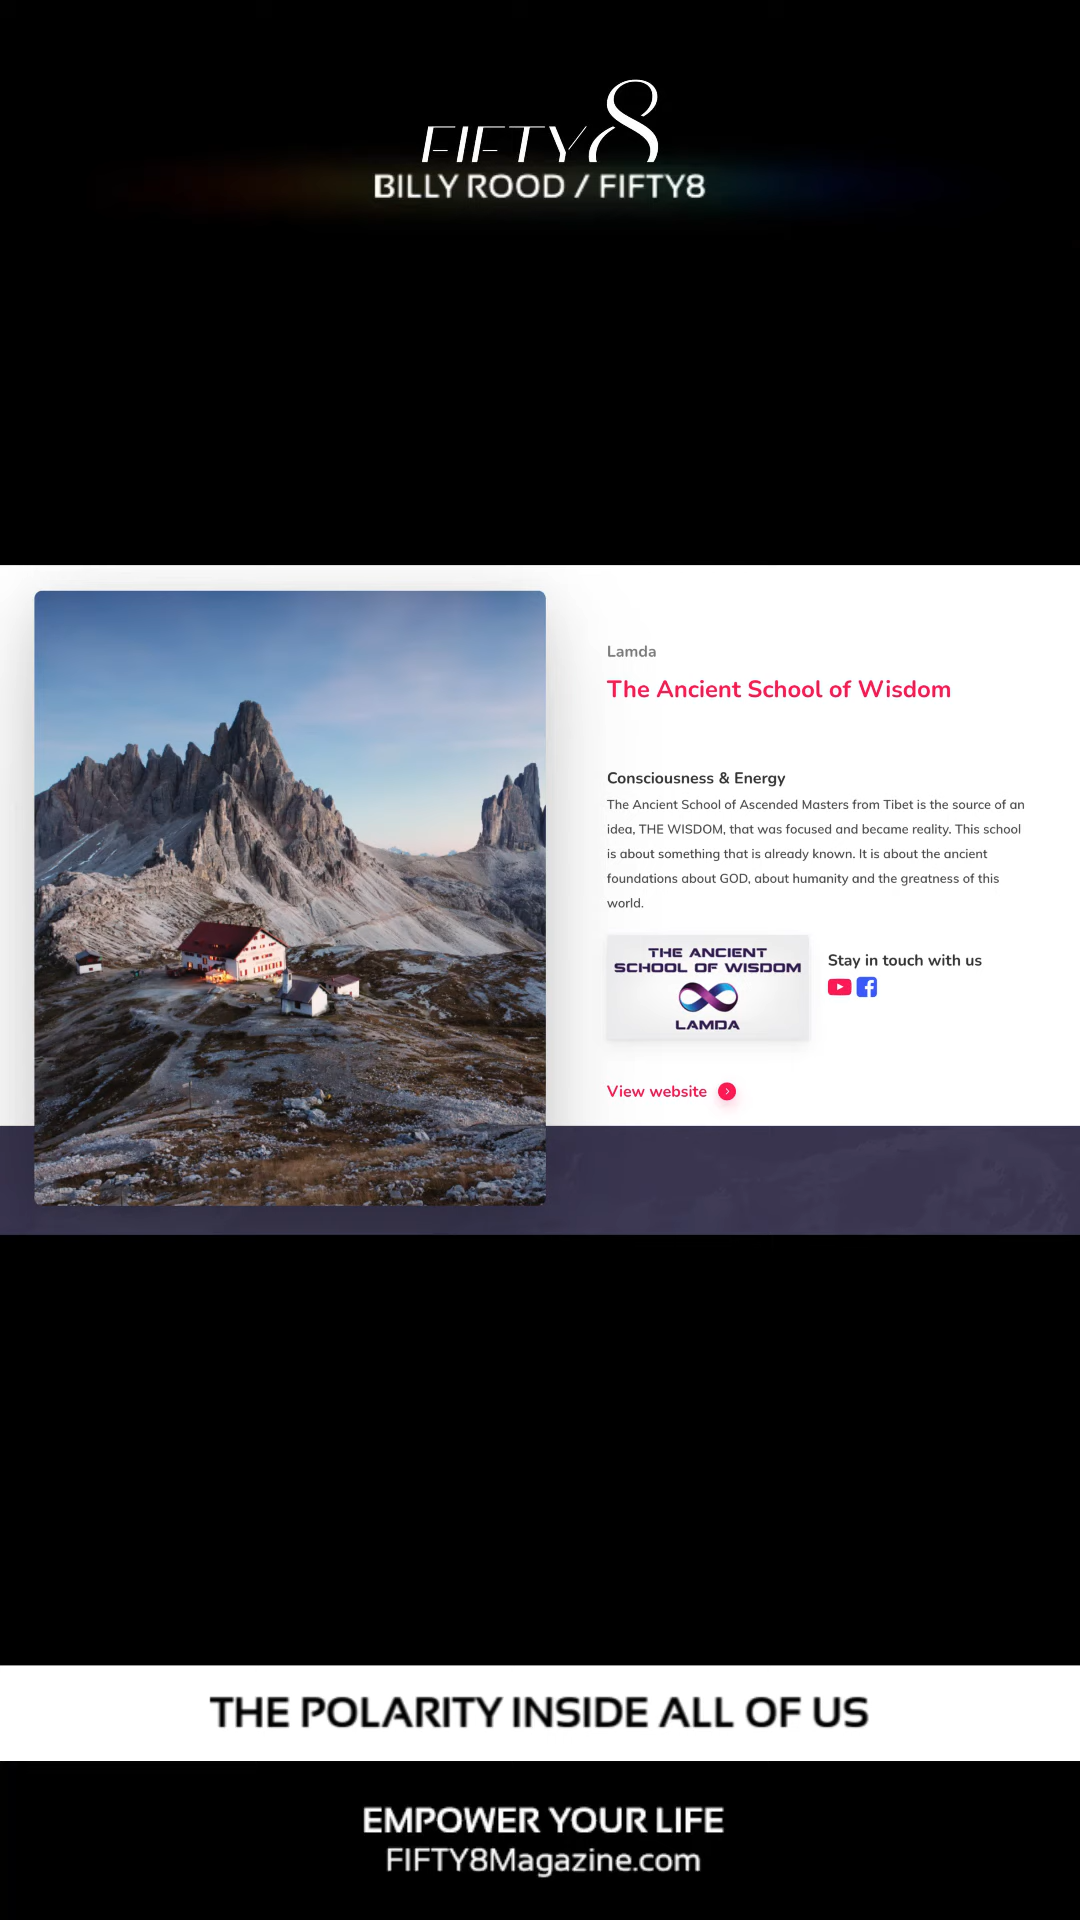 FIFTY8
BILLY ROOD / FIFTY8
Lamda
The Ancient School of Wisdom
Consciousness & Energy
The Ancient School of Ascended Masters from Tibet is the source of an
idea, THE WISDOM, that was focused and became reality. This school
is about something that is already known. It is about the ancient
foundations about GOD, about humanity and the greatness of this
world.
THE ANCIENT
SCHOOL OF WISDOM
LAMDA
Stay in touch with us
View website
THE POLARITY INSIDE ALL OF US
EMPOWER YOUR LIFE
FIFTY8Magazine.com